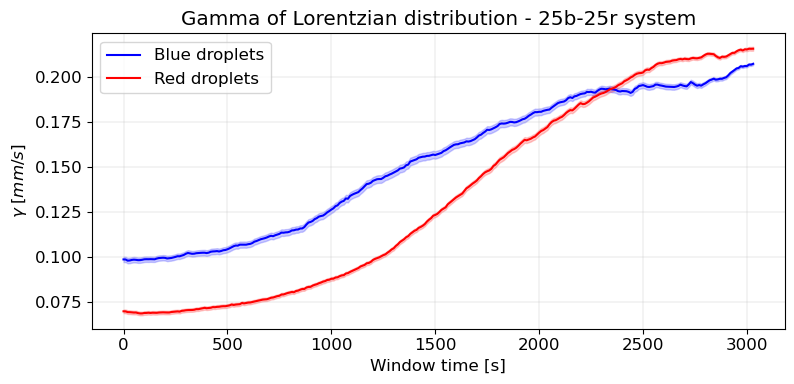 Gamma of Lorentzian distribution - 25b-25r system
Blue droplets
Red droplets
γ [mm/s]
0.200
0.175
0.150
0.125
0.100
0.075
0 500 1000 1500 2000 2500 3000
Window time [s]